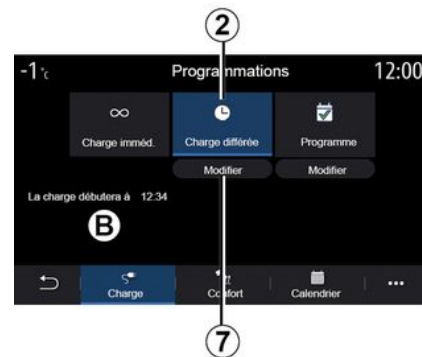 2
-1 °C Programmations 12:00
∞
Charge imméd. Charge différée Programme
Modifier Modifier
La charge débutera à 12:34
B
Charge Confort Calendrier ...
7